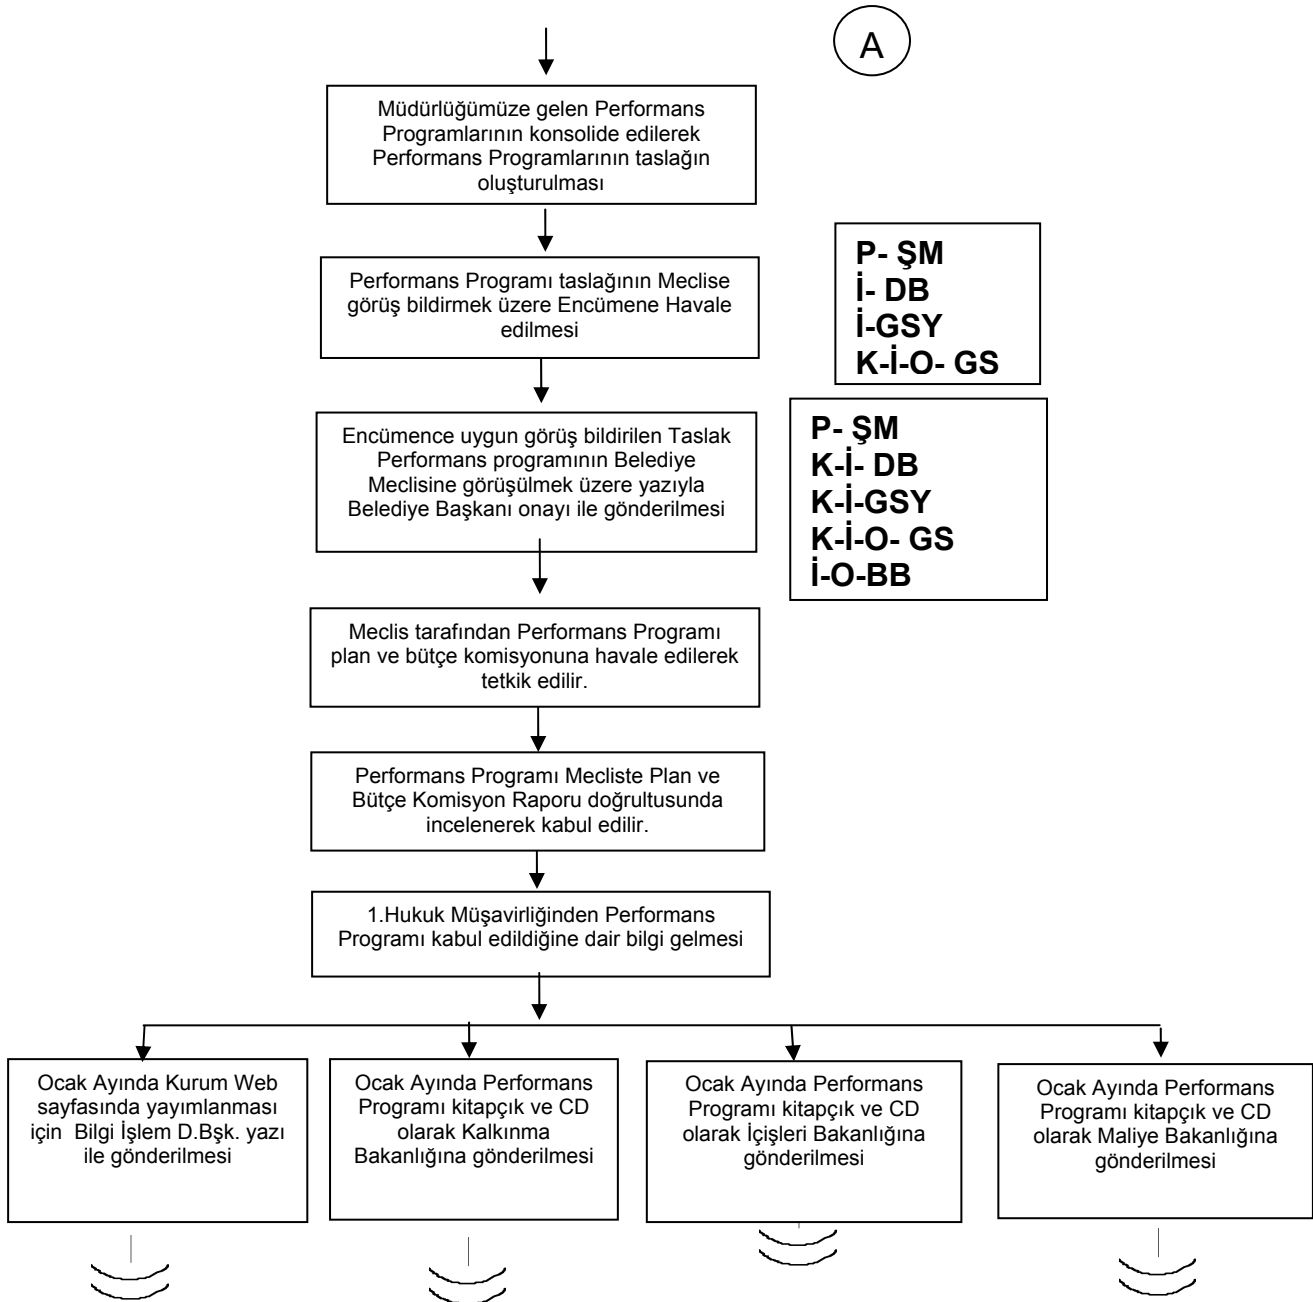 A
Müdürlüğümüze gelen Performans
Programlarının konsolide edilerek
Performans Programlarının taslağın
oluşturulması
Performans Programı taslağının Meclise
görüş bildirmek üzere Encümene Havale
edilmesi
P- ŞM
İ- DB
İ-GSY
K-İ-O- GS
Encümence uygun görüş bildirilen Taslak
Performans programının Belediye
Meclisine görüşülmek üzere yazıyla
Belediye Başkanı onayı ile gönderilmesi
P- ŞM
K-İ- DB
K-İ-GSY
K-İ-O- GS
İ-O-BB
Meclis tarafından Performans Programı
plan ve bütçe komisyonuna havale edilerek
tetkik edilir.
Performans Programı Mecliste Plan ve
Bütçe Komisyon Raporu doğrultusunda
incelenerek kabul edilir.
1.Hukuk Müşavirliğinden Performans
Programı kabul edildiğine dair bilgi gelmesi
Ocak Ayında Kurum Web
sayfasında yayımlanması
için Bilgi İşlem D.Bşk. yazı
ile gönderilmesi
Ocak Ayında Performans
Programı kitapçık ve CD
olarak Kalkınma
Bakanlığına gönderilmesi
Ocak Ayında Performans
Programı kitapçık ve CD
olarak İçişleri Bakanlığına
gönderilmesi
Ocak Ayında Performans
Programı kitapçık ve CD
olarak Maliye Bakanlığına
gönderilmesi